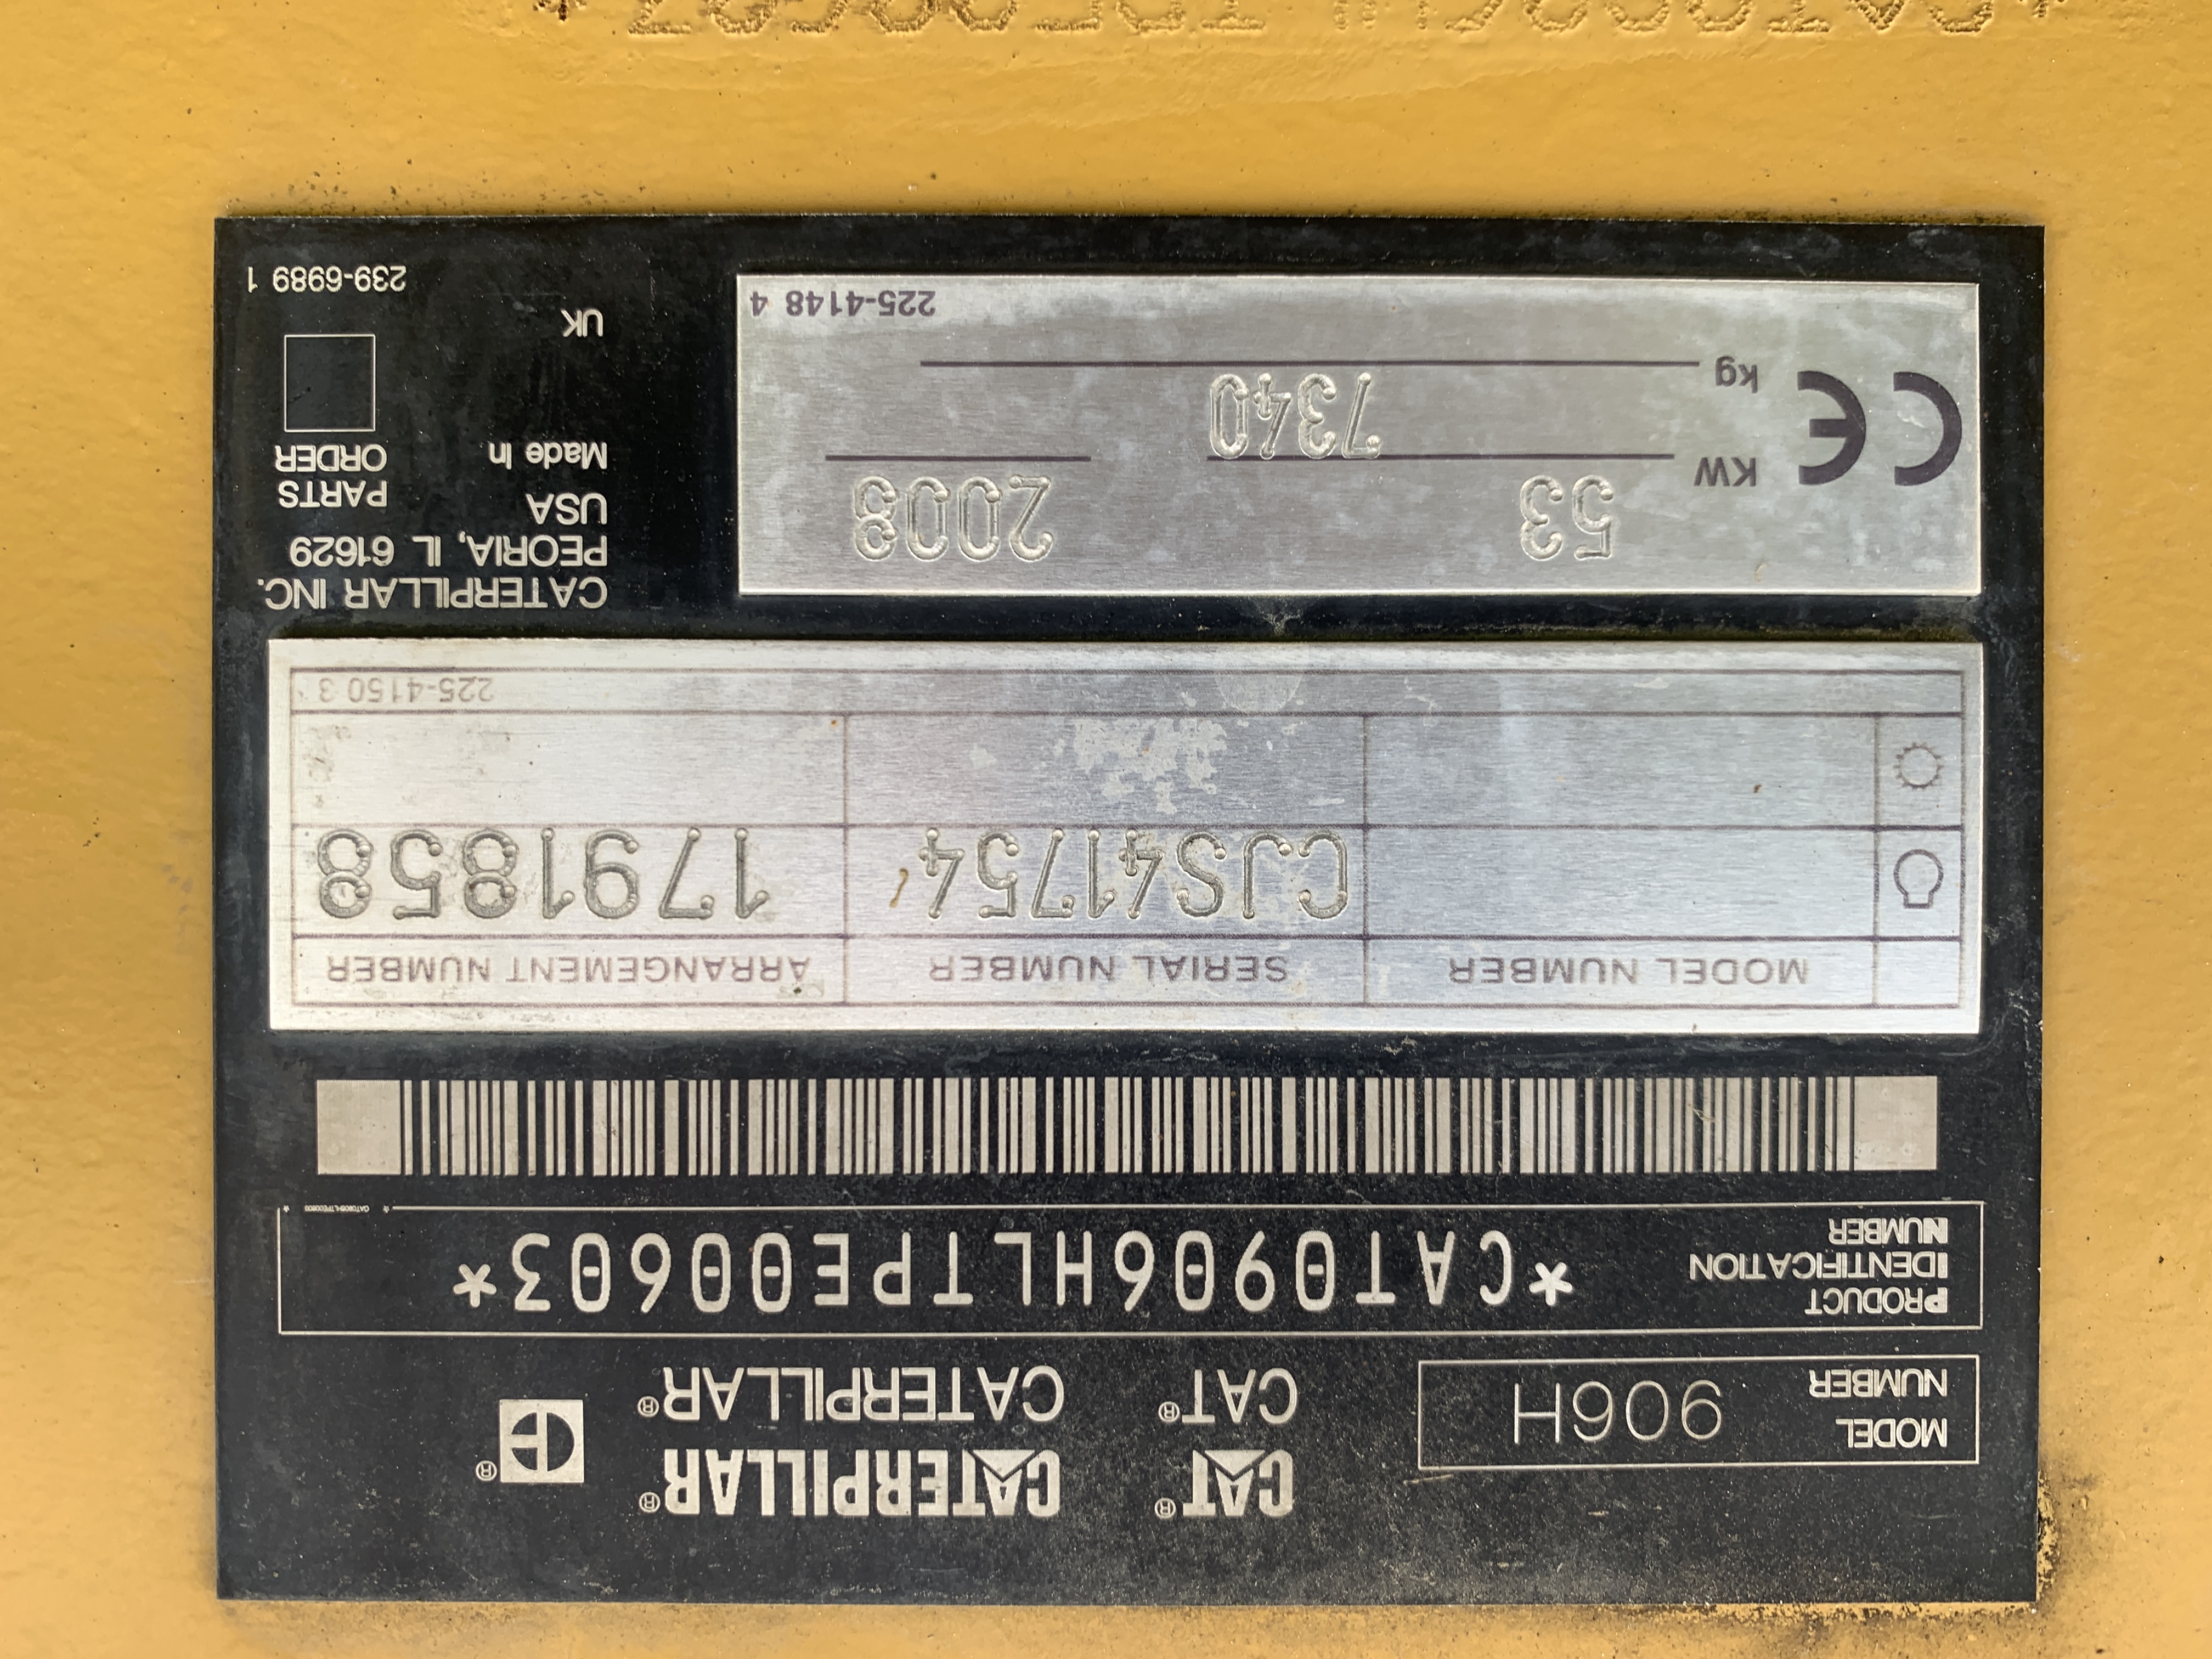 CAT® CATERPILLAR®
MODEL NUMBER 906H
CAT® CATERPILLAR®
PRODUCT IDENTIFICATION NUMBER
*CAT0906HLTPE00603*
MODEL NUMBER SERIAL NUMBER ARRANGEMENT NUMBER
CJS41754 1791858
225-4150 3
CE
53 KW 2008
7340 kg
225-4148 4
CATERPILLAR INC.
PEORIA, IL 61629
USA
Made In
UK
PARTS
ORDER
239-6989 1